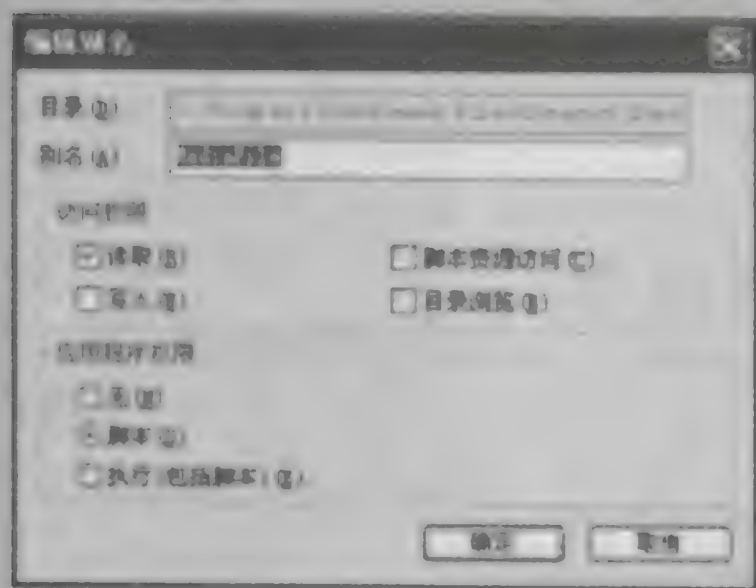 编辑别名
目录(D):
别名(A)
访问权限
读取(R)
脚本资源访问(C)
写入(W)
目录浏览(B)
应用程序权限
无(N)
脚本(S)
执行(包括脚本)(E)
确定
取消